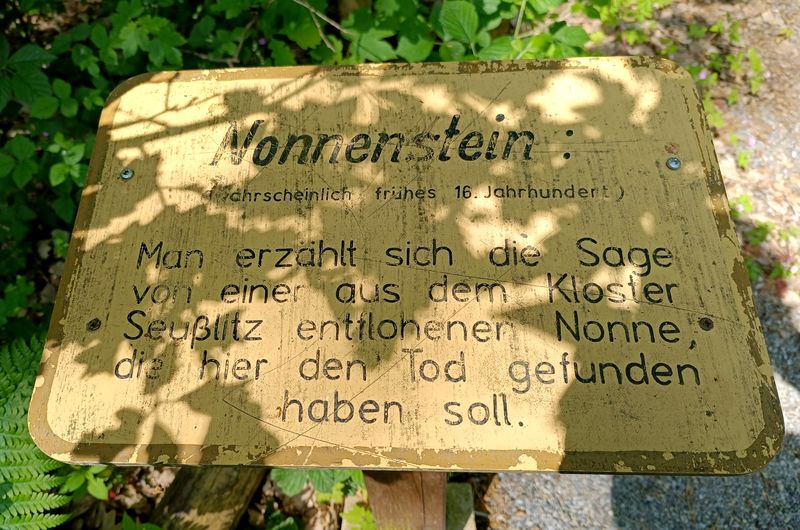 Nonnenstein :
(Wahrscheinlich frühes 16. Jahrhundert)
Man erzählt sich die Sage
von einer aus dem Kloster
Seußlitz entflohenen Nonne,
die hier den Tod gefunden
haben soll.